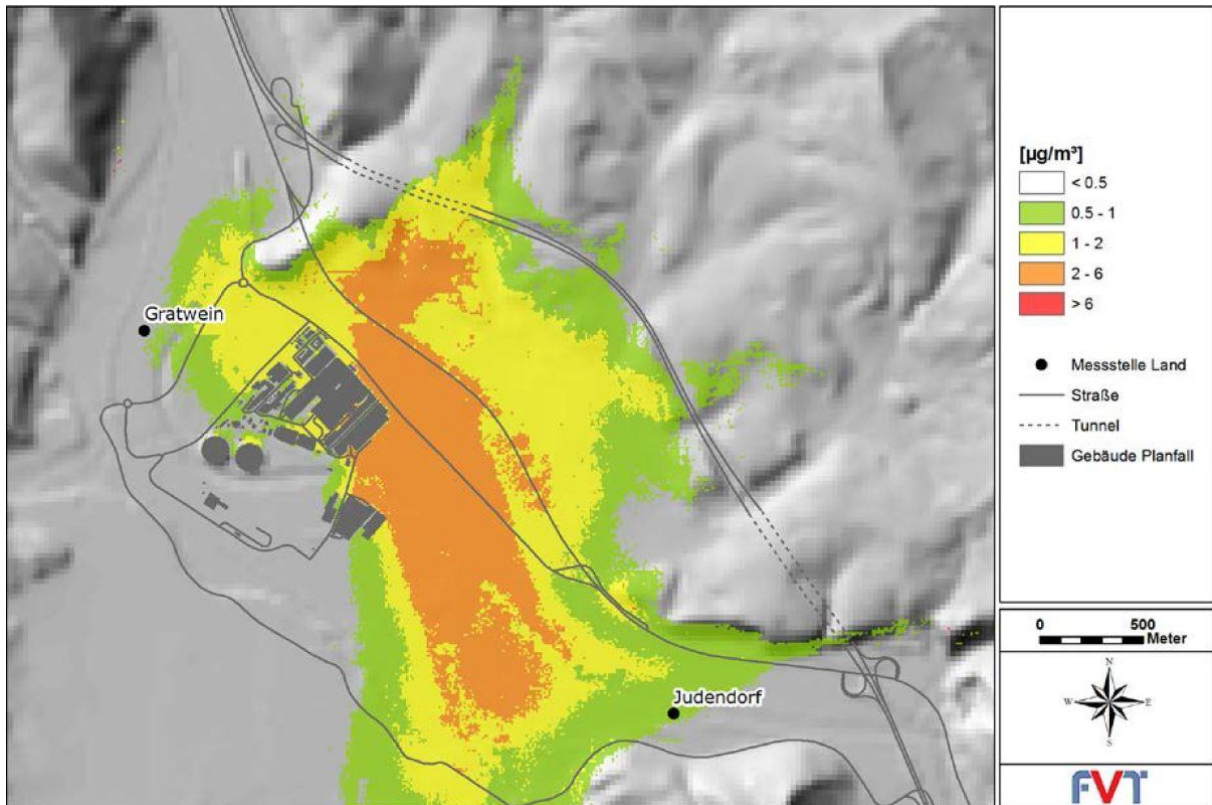 Gratwein
Judendorf
[µg/m³]
< 0.5
0.5 - 1
1 - 2
2 - 6
> 6
Messstelle Land
Straße
Tunnel
Gebäude Planfall
0 500
Meter
N
W E
S
FVT